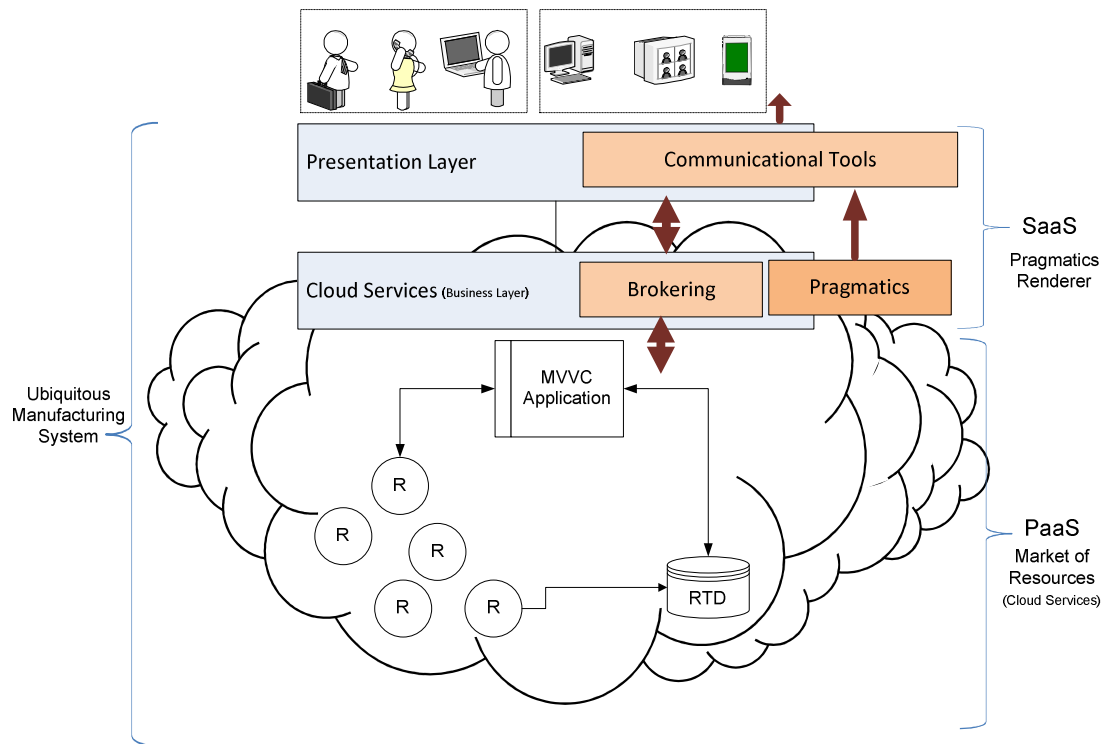 Presentation Layer
Communicational Tools
SaaS
Pragmatics
Renderer
Cloud Services (Business Layer)
Brokering
Pragmatics
Ubiquitous
Manufacturing
System
MVVC
Application
R
R
R
R
R
RTD
PaaS
Market of
Resources
(Cloud Services)